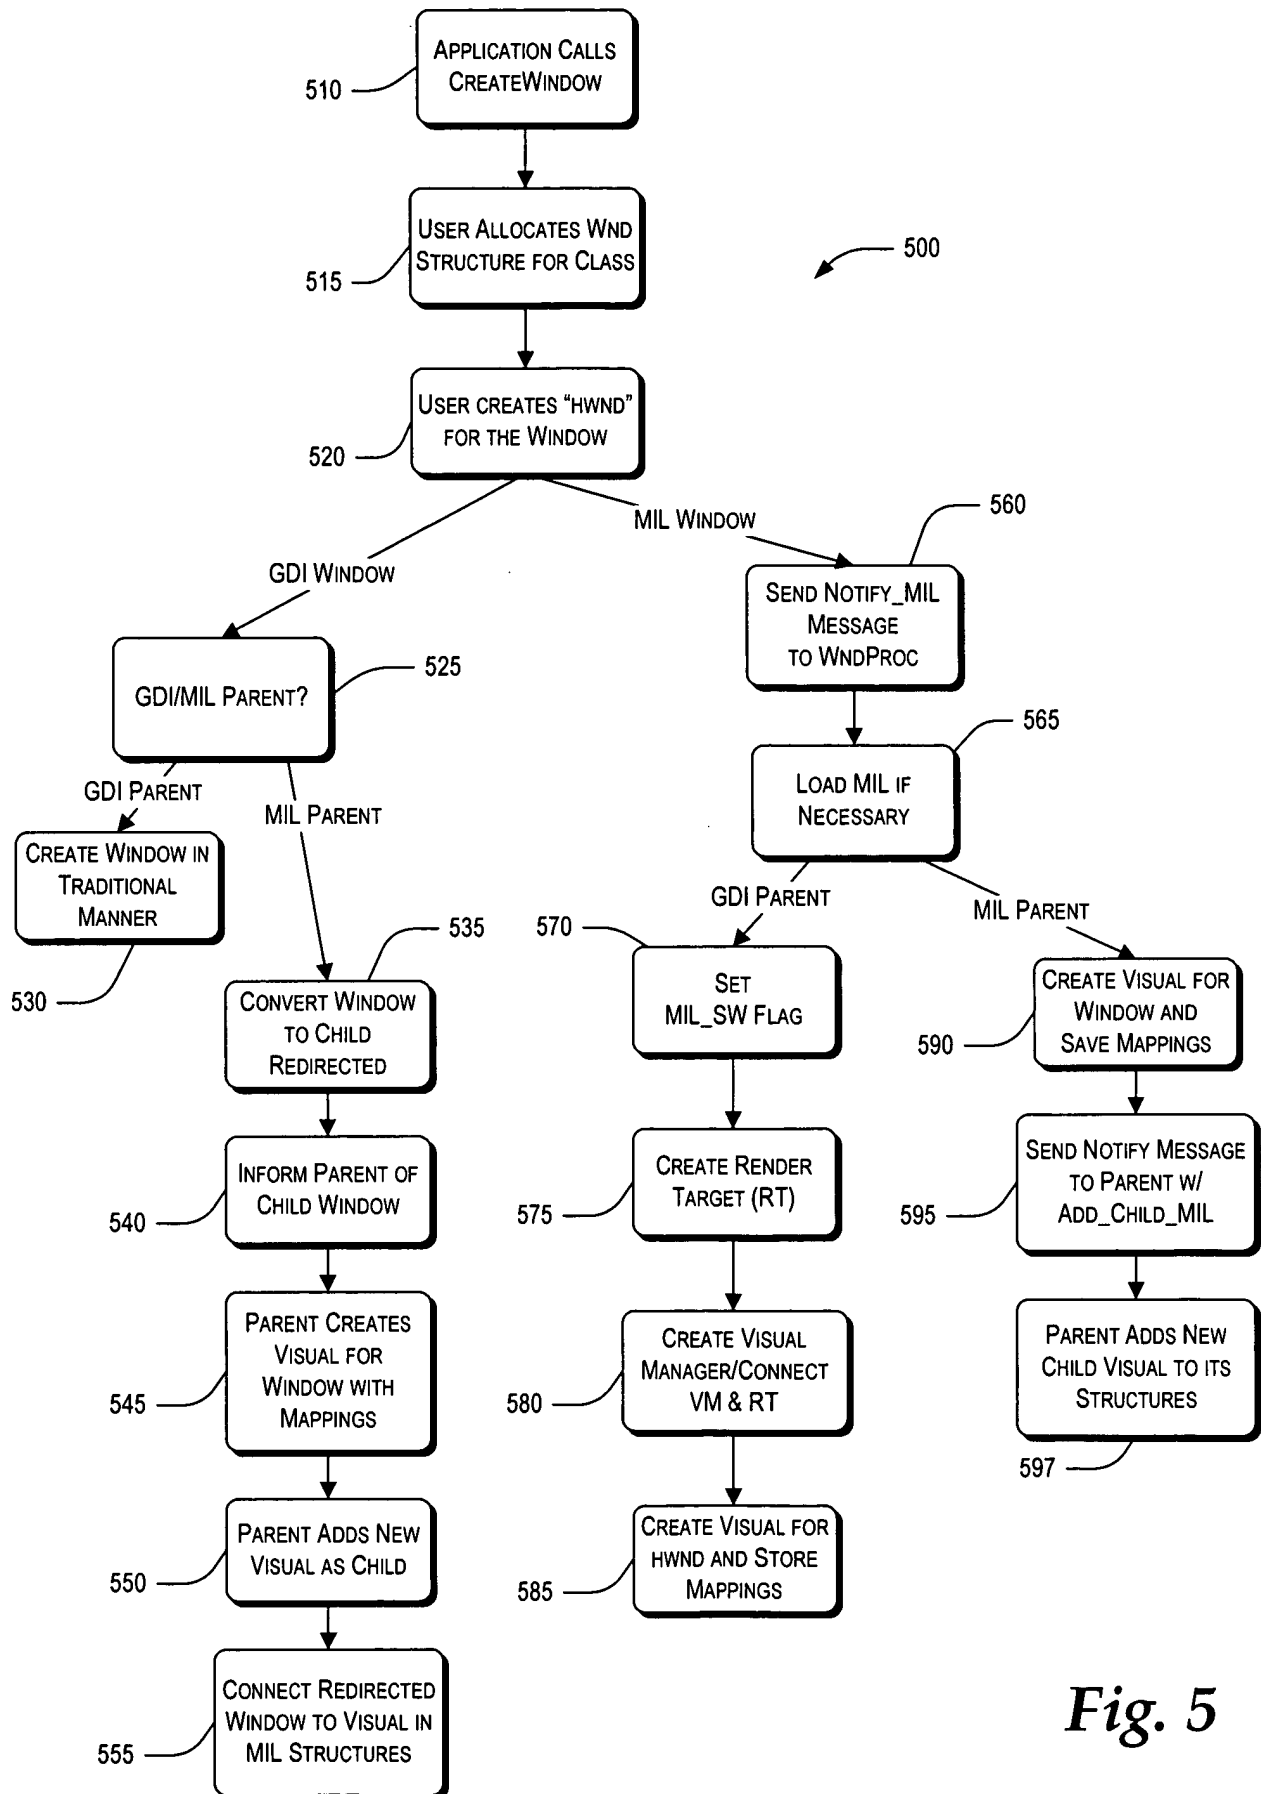 APPLICATION CALLS
CREATEWINDOW
510
USER ALLOCATES WND
STRUCTURE FOR CLASS
515
500
USER CREATES “HWND”
FOR THE WINDOW
520
MIL WINDOW
560
GDI WINDOW
SEND NOTIFY_MIL
MESSAGE
TO WNDPROC
GDI/MIL PARENT?
525
565
LOAD MIL IF
NECESSARY
GDI PARENT
MIL PARENT
CREATE WINDOW IN
TRADITIONAL
MANNER
530
GDI PARENT
MIL PARENT
535
CONVERT WINDOW
TO CHILD
REDIRECTED
570
SET
MIL_SW FLAG
CREATE VISUAL FOR
WINDOW AND
SAVE MAPPINGS
590
INFORM PARENT OF
CHILD WINDOW
540
CREATE RENDER
TARGET (RT)
575
SEND NOTIFY MESSAGE
TO PARENT W/
ADD_CHILD_MIL
595
PARENT CREATES
VISUAL FOR
WINDOW WITH
MAPPINGS
545
CREATE VISUAL
MANAGER/CONNECT
VM & RT
580
PARENT ADDS NEW
CHILD VISUAL TO ITS
STRUCTURES
597
PARENT ADDS NEW
VISUAL AS CHILD
550
CREATE VISUAL FOR
HWND AND STORE
MAPPINGS
585
CONNECT REDIRECTED
WINDOW TO VISUAL IN
MIL STRUCTURES
555
Fig. 5